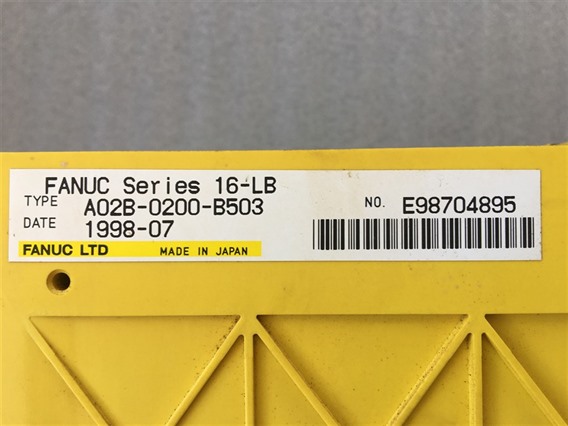 FANUC Series 16-LB
TYPE A02B-0200-B503 NO. E98704895
DATE 1998-07
FANUC LTD MADE IN JAPAN